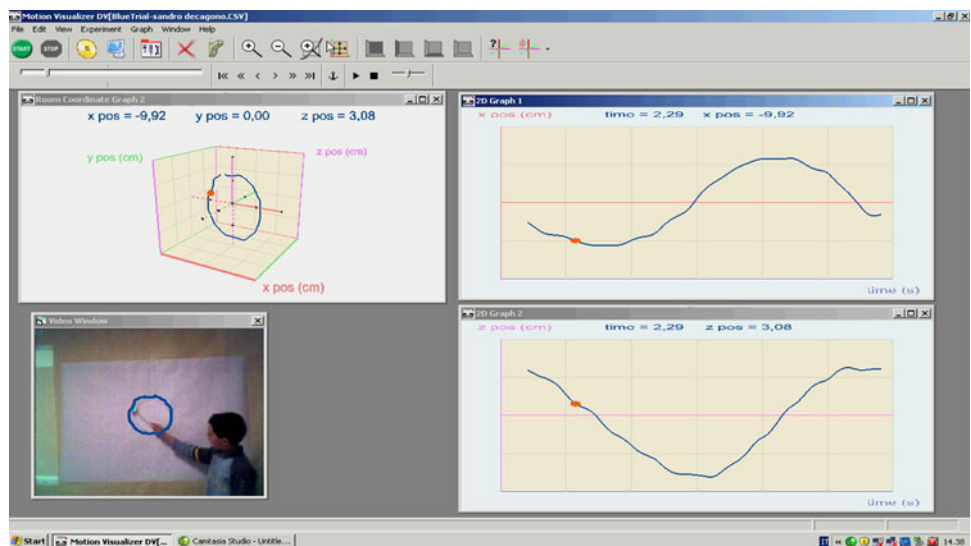 Motion Visualizer DV[BlueTrial-sandro decagono.CSV]
File Edit View Experiment Graph Window Help
START STOP
Room Coordinate Graph 2
x pos = -9,92 y pos = 0,00 z pos = 3,08
y pos (cm)
z pos (cm)
x pos (cm)
2D Graph 1
x pos (cm) time = 2,29 x pos = -9,92
time (s)
Video Window
2D Graph 2
z pos (cm) time = 2,29 z pos = 3,08
time (s)
Start Motion Visualizer DV[... Camtasia Studio - Untitle... IT 14.38